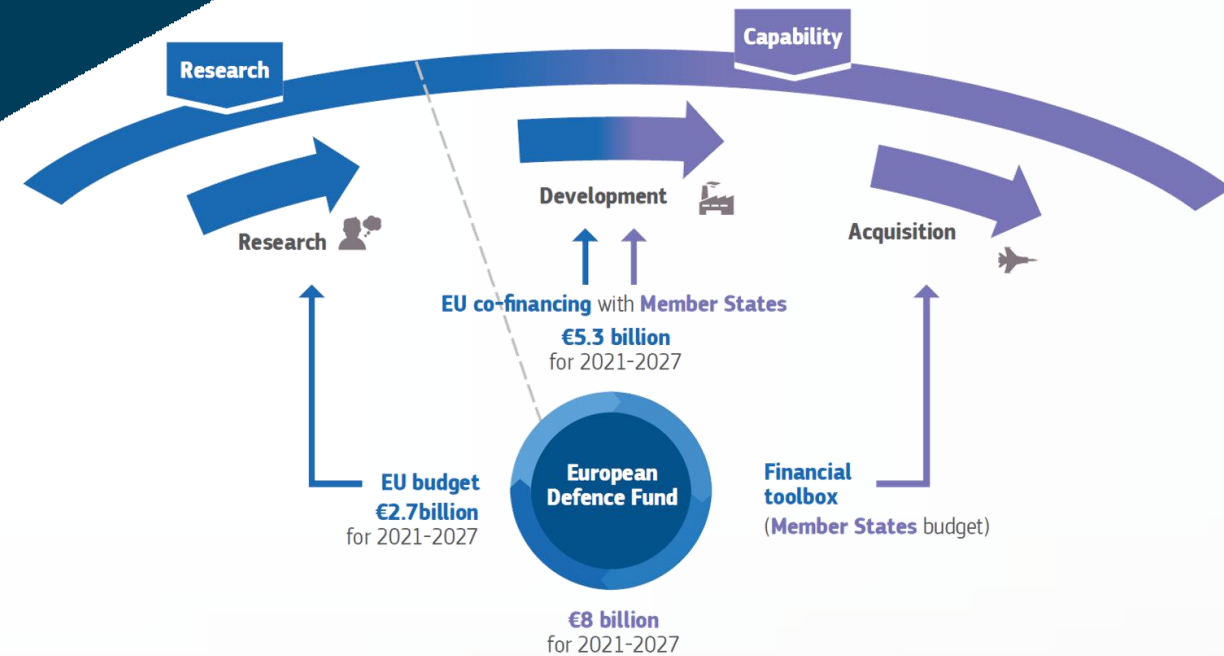 Research
Capability
Research
Development
Acquisition
EU co-financing with Member States
€5.3 billion
for 2021-2027
EU budget
€2.7billion
for 2021-2027
European
Defence Fund
Financial
toolbox
(Member States budget)
€8 billion
for 2021-2027